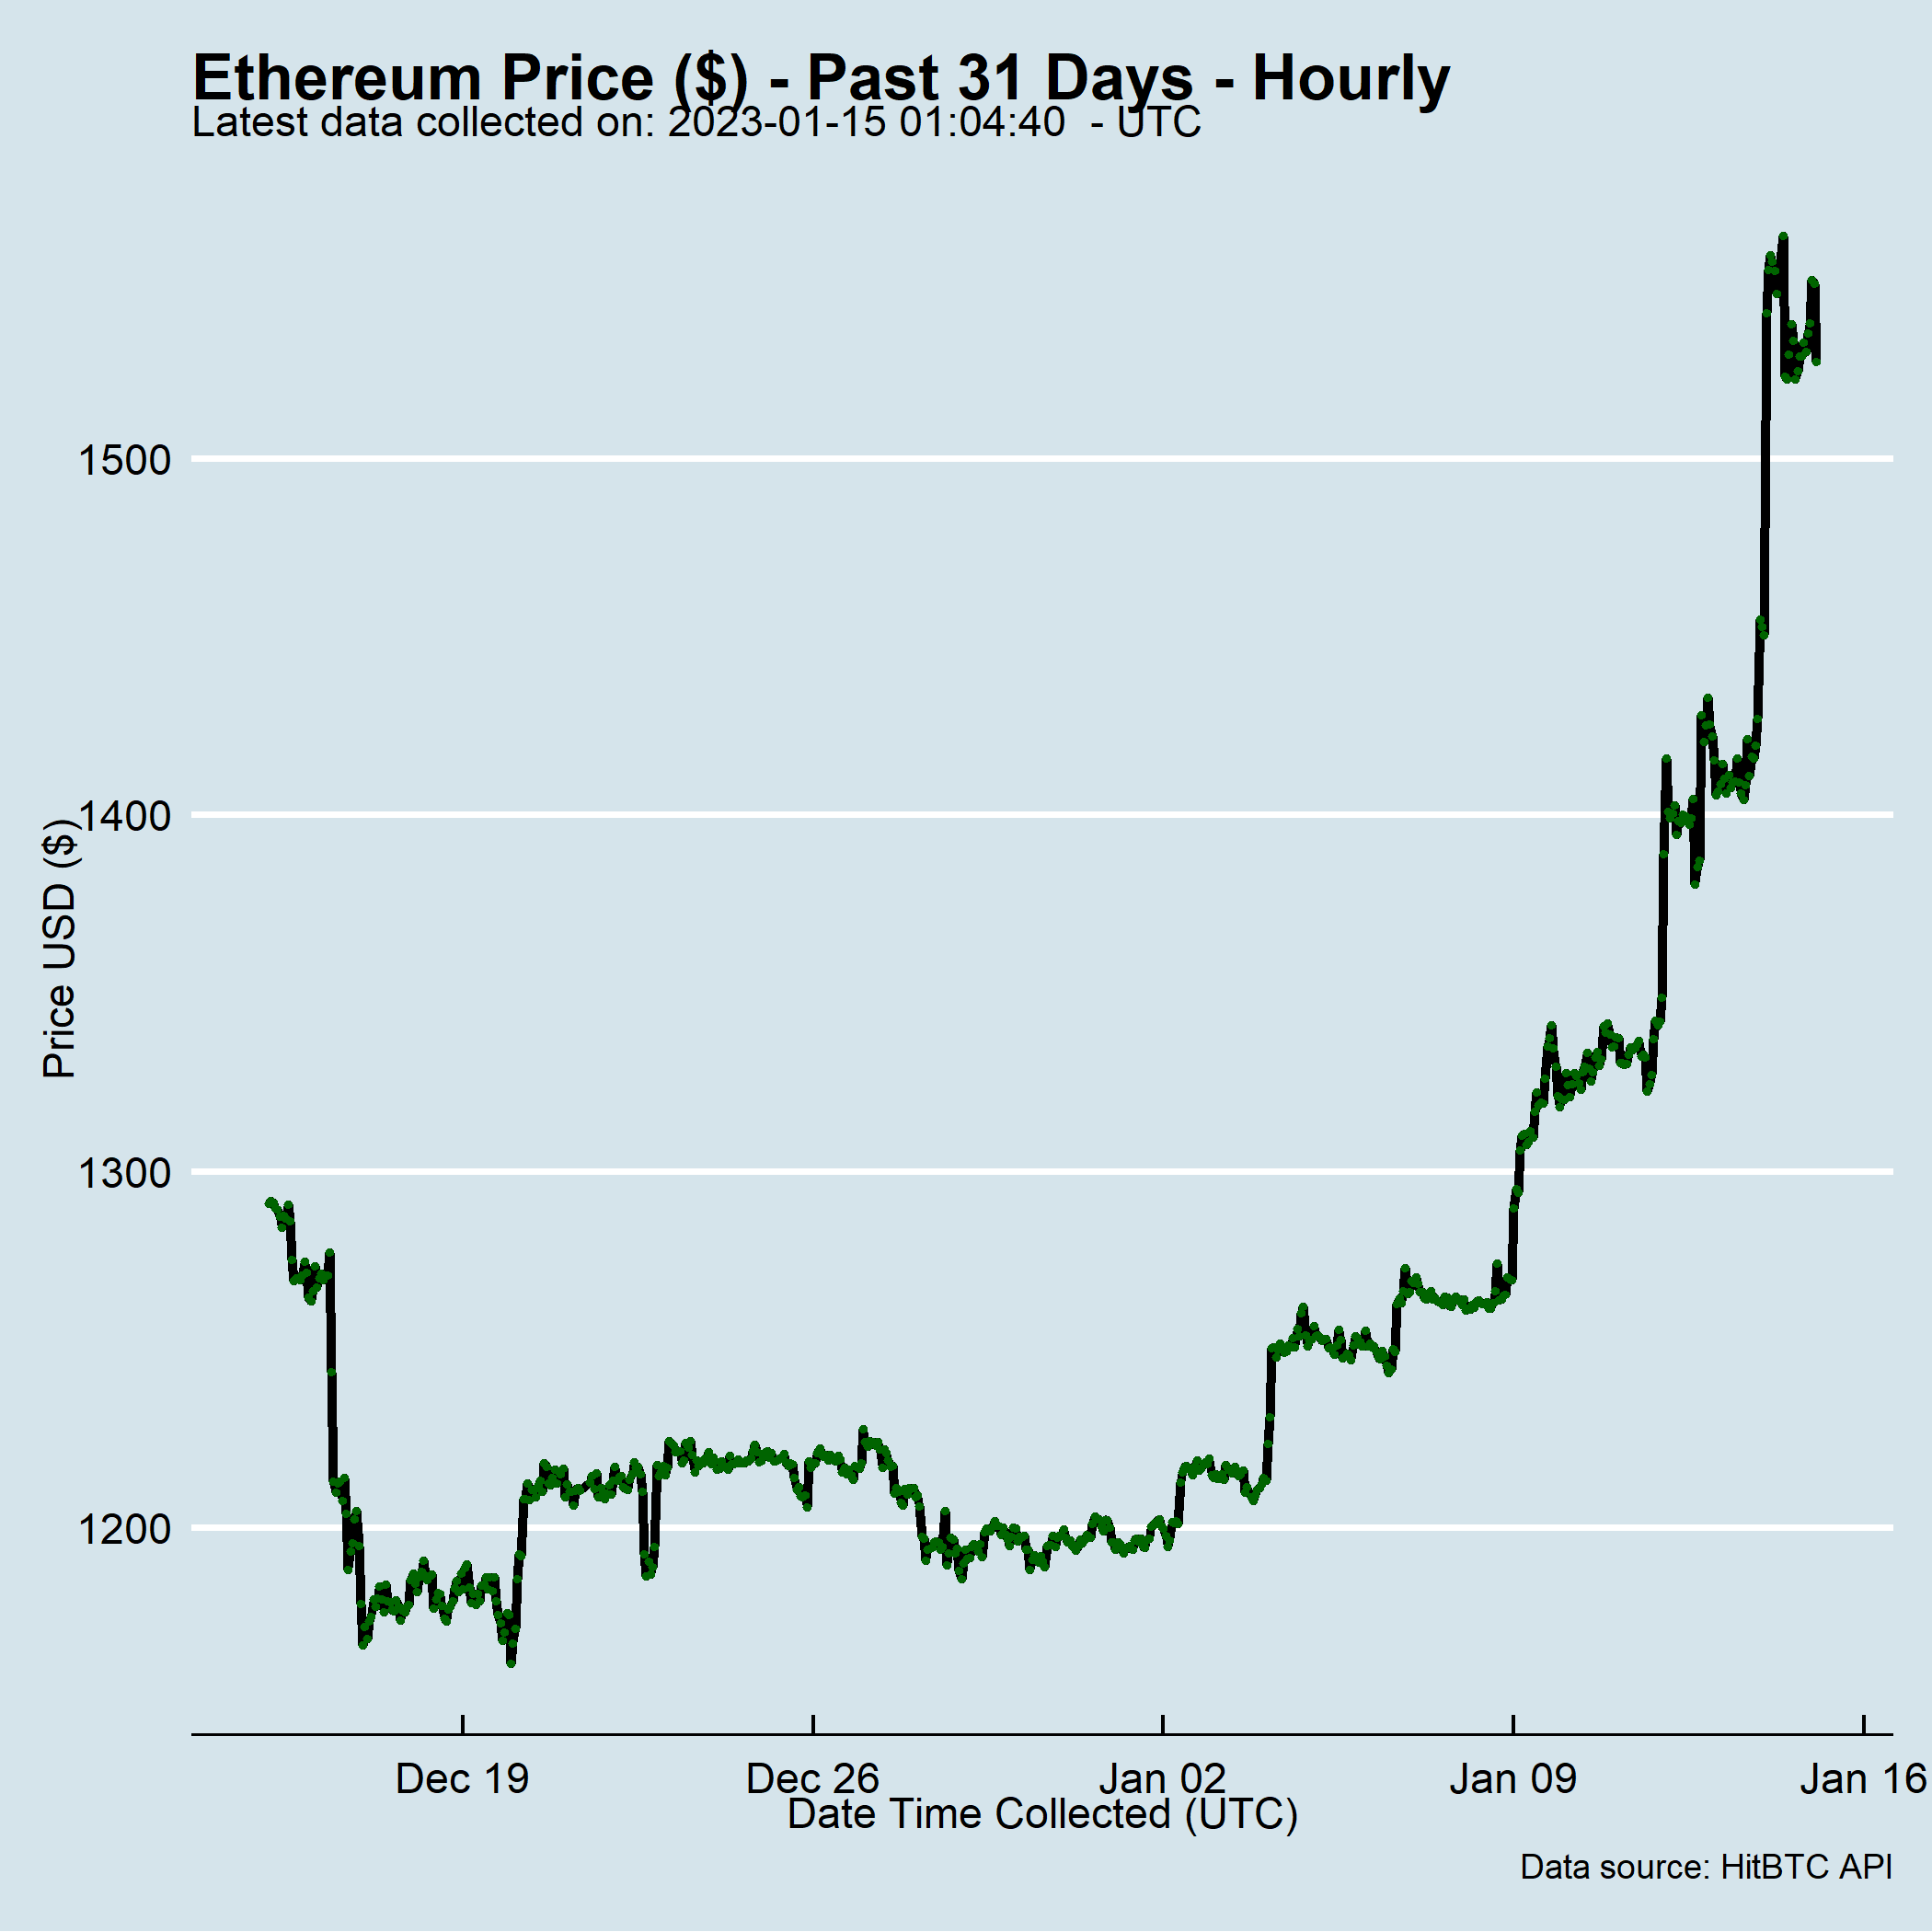 Ethereum Price ($) - Past 31 Days - Hourly
Latest data collected on: 2023-01-15 01:04:40  - UTC
1500
1400
1300
1200
Price USD ($)
Dec 19
Dec 26
Jan 02
Jan 09
Jan 16
Date Time Collected (UTC)
Data source: HitBTC API